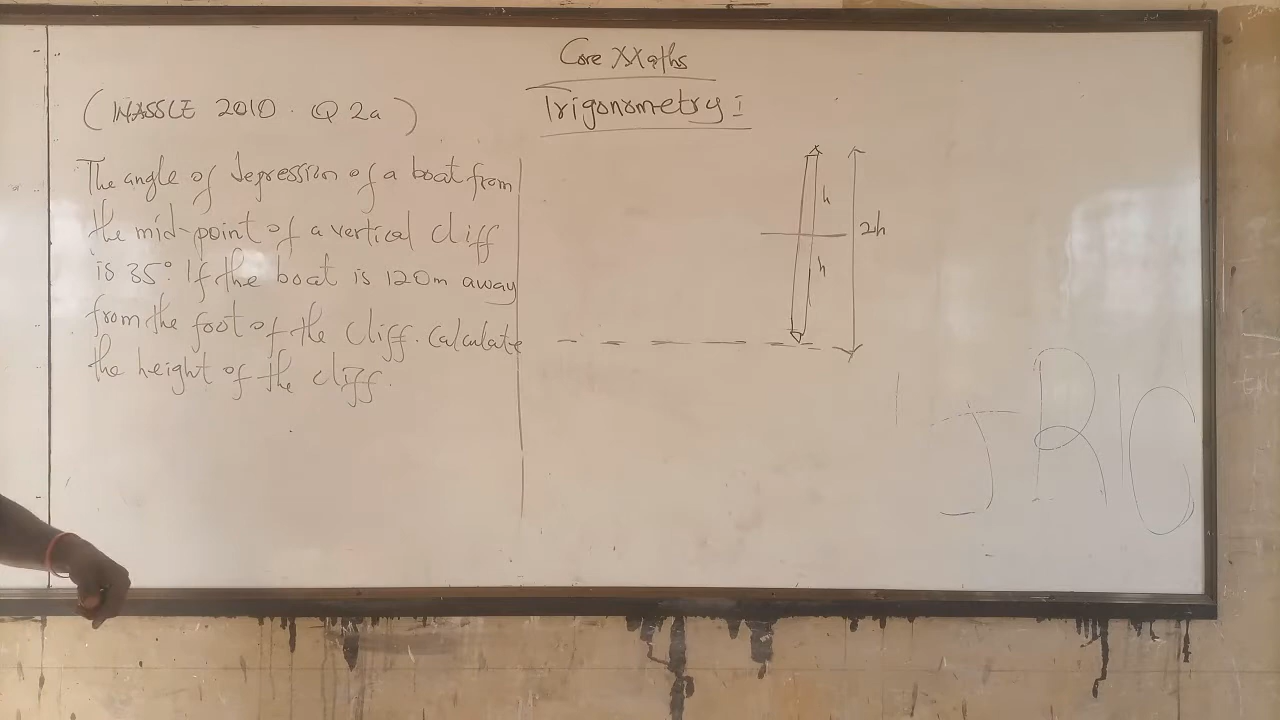 Core Maths
Trigonometry I
(WASSCE 2010. Q 2a)
The angle of depression of a boat from
the mid-point of a vertical cliff
is 35°. If the boat is 120m away
from the foot of the cliff. calculate
the height of the cliff.
h
2h
h
JRIC